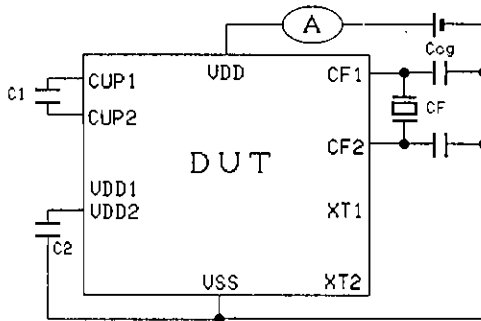 A
VDD
Cog
CF1
CUP1
C1
CF
CUP2
CF2
DUT
VDD1
VDD2
XT1
C2
VSS
XT2